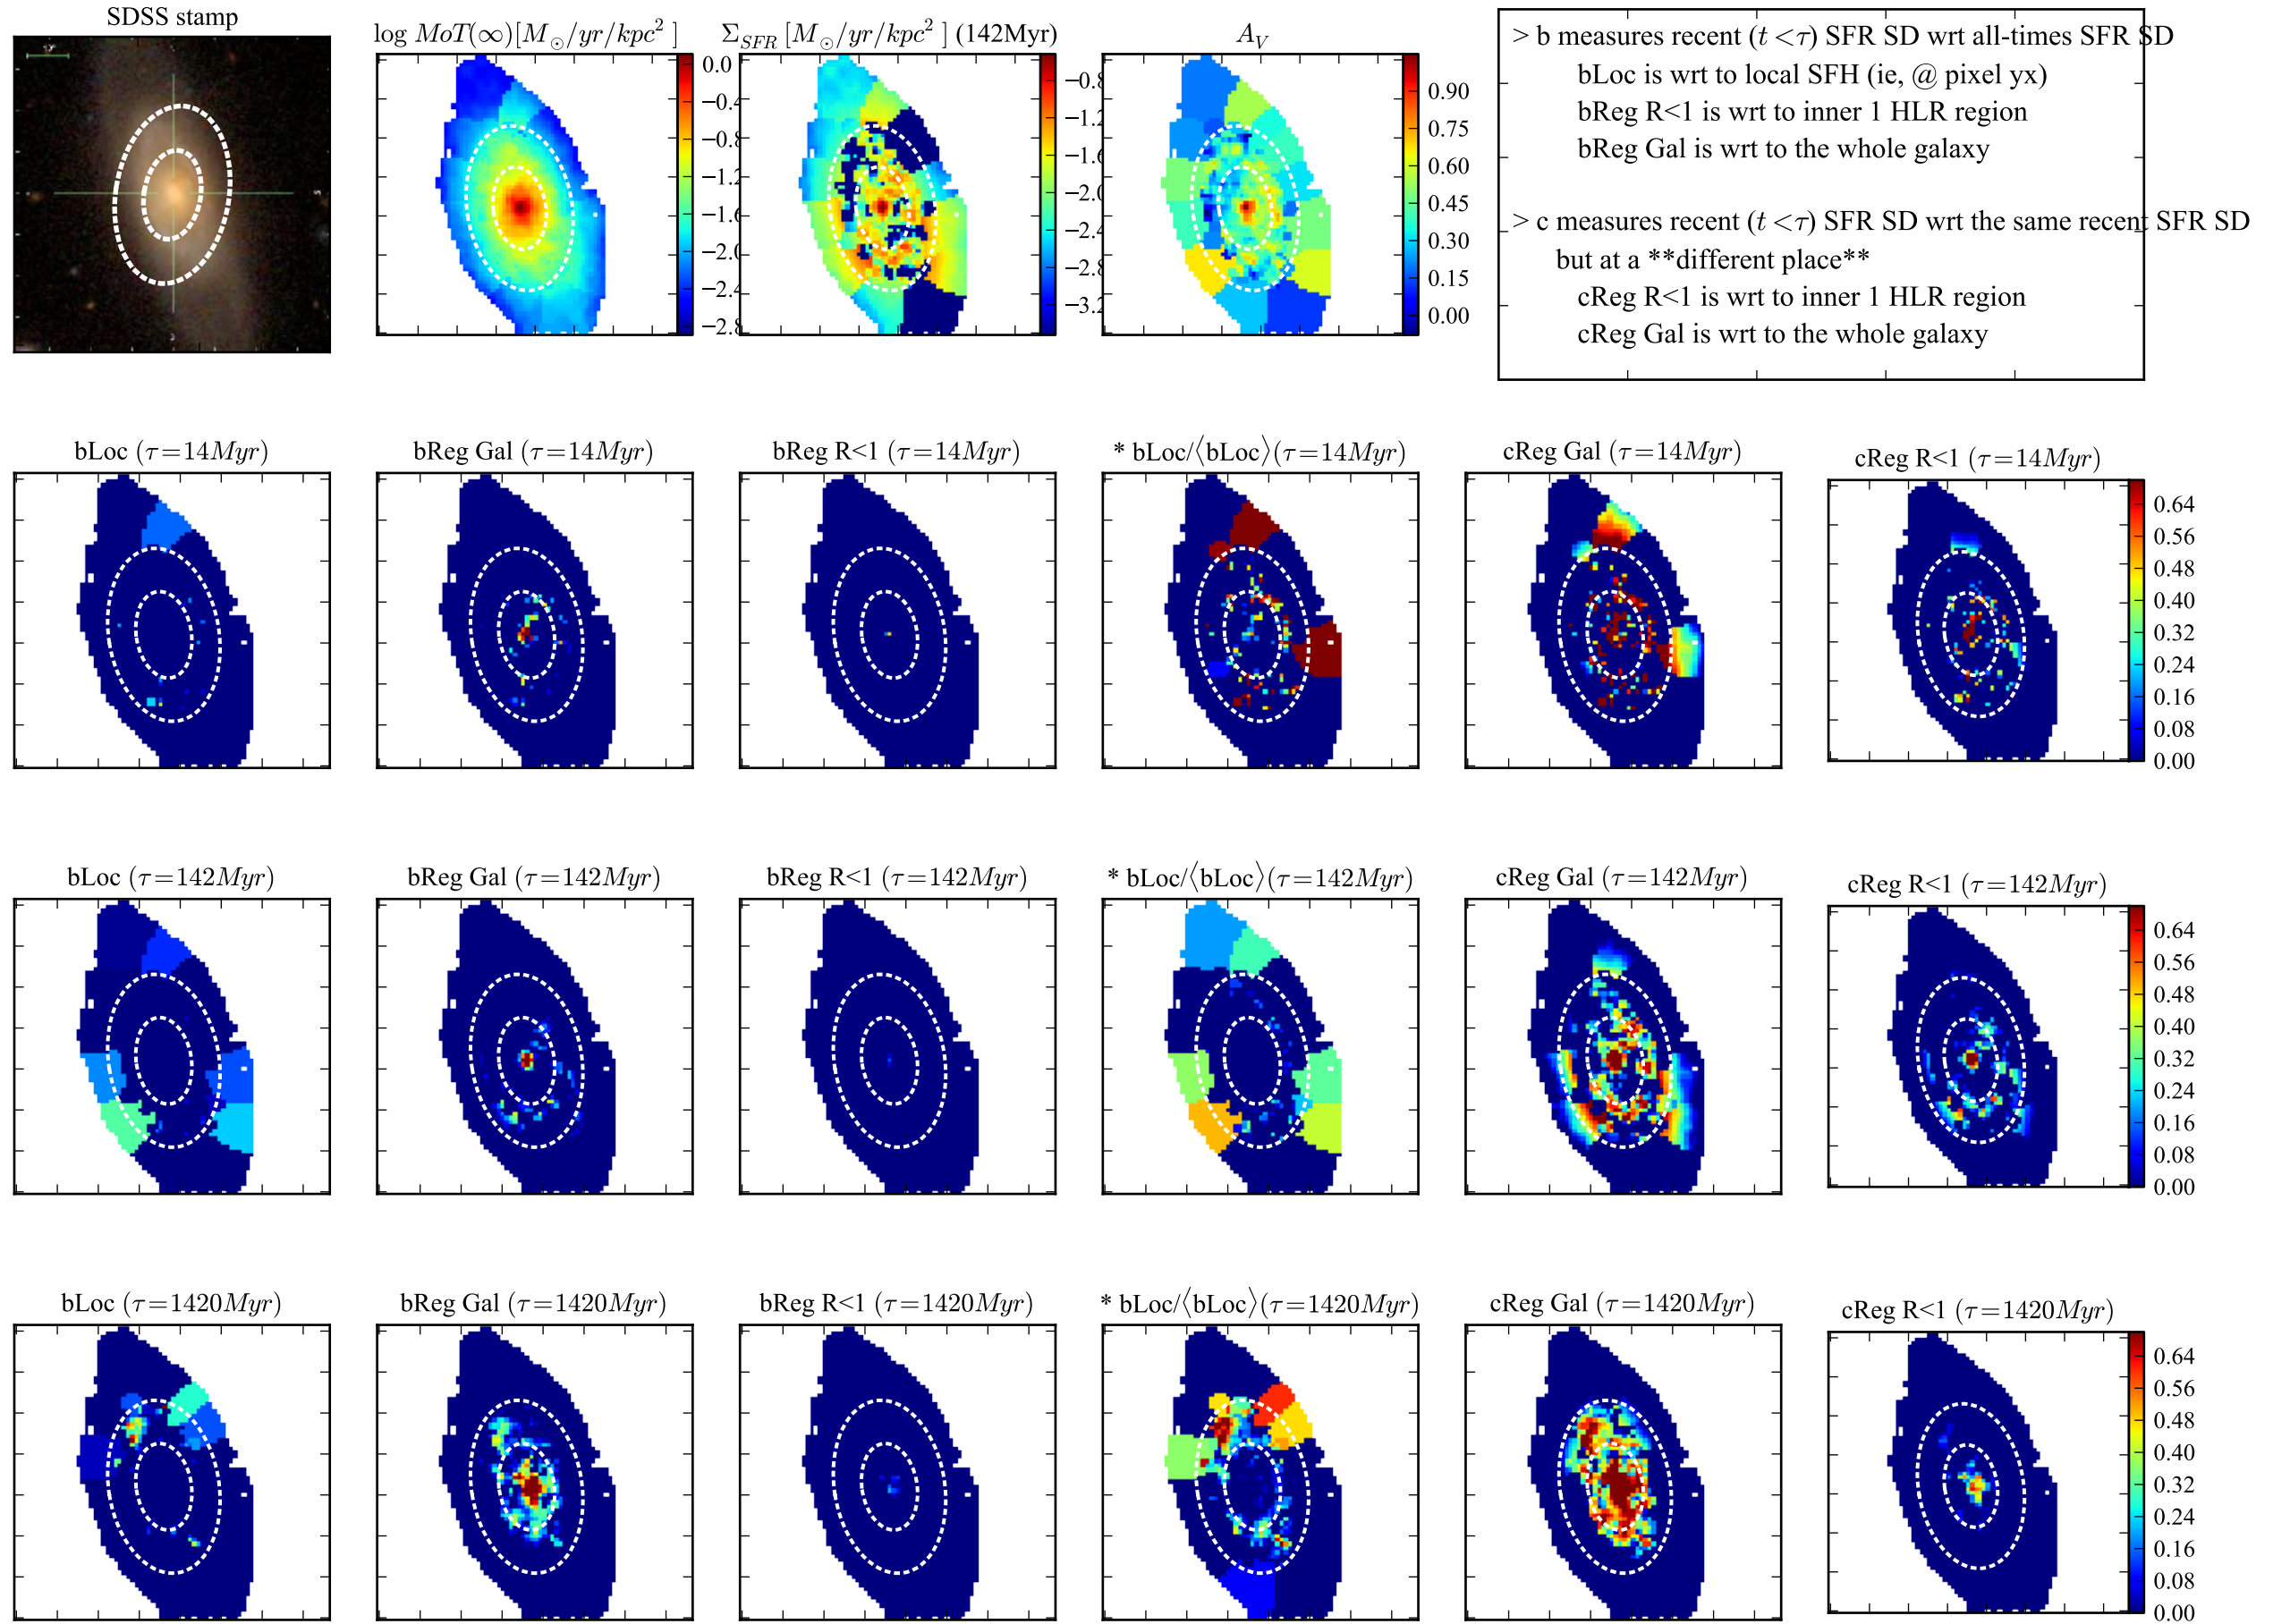 SDSS stamp
log MoT(∞)[M⊙/yr/kpc² ]
Σ_SFR [M⊙/yr/kpc² ] (142Myr)
A_V
0.0
−0.4
−0.8
−1.2
−1.6
−2.0
−2.4
−2.8
−0.8
−1.2
−1.6
−2.0
−2.4
−2.8
−3.2
0.90
0.75
0.60
0.45
0.30
0.15
0.00
> b measures recent (t <τ) SFR SD wrt all-times SFR SD
bLoc is wrt to local SFH (ie, @ pixel yx)
bReg R<1 is wrt to inner 1 HLR region
bReg Gal is wrt to the whole galaxy
> c measures recent (t <τ) SFR SD wrt the same recent SFR SD
but at a **different place**
cReg R<1 is wrt to inner 1 HLR region
cReg Gal is wrt to the whole galaxy
bLoc (τ=14Myr)
bReg Gal (τ=14Myr)
bReg R<1 (τ=14Myr)
* bLoc/⟨bLoc⟩(τ=14Myr)
cReg Gal (τ=14Myr)
cReg R<1 (τ=14Myr)
0.64
0.56
0.48
0.40
0.32
0.24
0.16
0.08
0.00
bLoc (τ=142Myr)
bReg Gal (τ=142Myr)
bReg R<1 (τ=142Myr)
* bLoc/⟨bLoc⟩(τ=142Myr)
cReg Gal (τ=142Myr)
cReg R<1 (τ=142Myr)
0.64
0.56
0.48
0.40
0.32
0.24
0.16
0.08
0.00
bLoc (τ=1420Myr)
bReg Gal (τ=1420Myr)
bReg R<1 (τ=1420Myr)
* bLoc/⟨bLoc⟩(τ=1420Myr)
cReg Gal (τ=1420Myr)
cReg R<1 (τ=1420Myr)
0.64
0.56
0.48
0.40
0.32
0.24
0.16
0.08
0.00